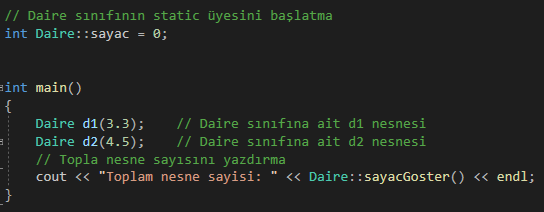 // Daire sınıfının static üyesini başlatma
int Daire::sayac = 0;
int main()
{
Daire d1(3.3);    // Daire sınıfına ait d1 nesnesi
Daire d2(4.5);    // Daire sınıfına ait d2 nesnesi
// Topla nesne sayısını yazdırma
cout << "Toplam nesne sayisi: " << Daire::sayacGoster() << endl;
}